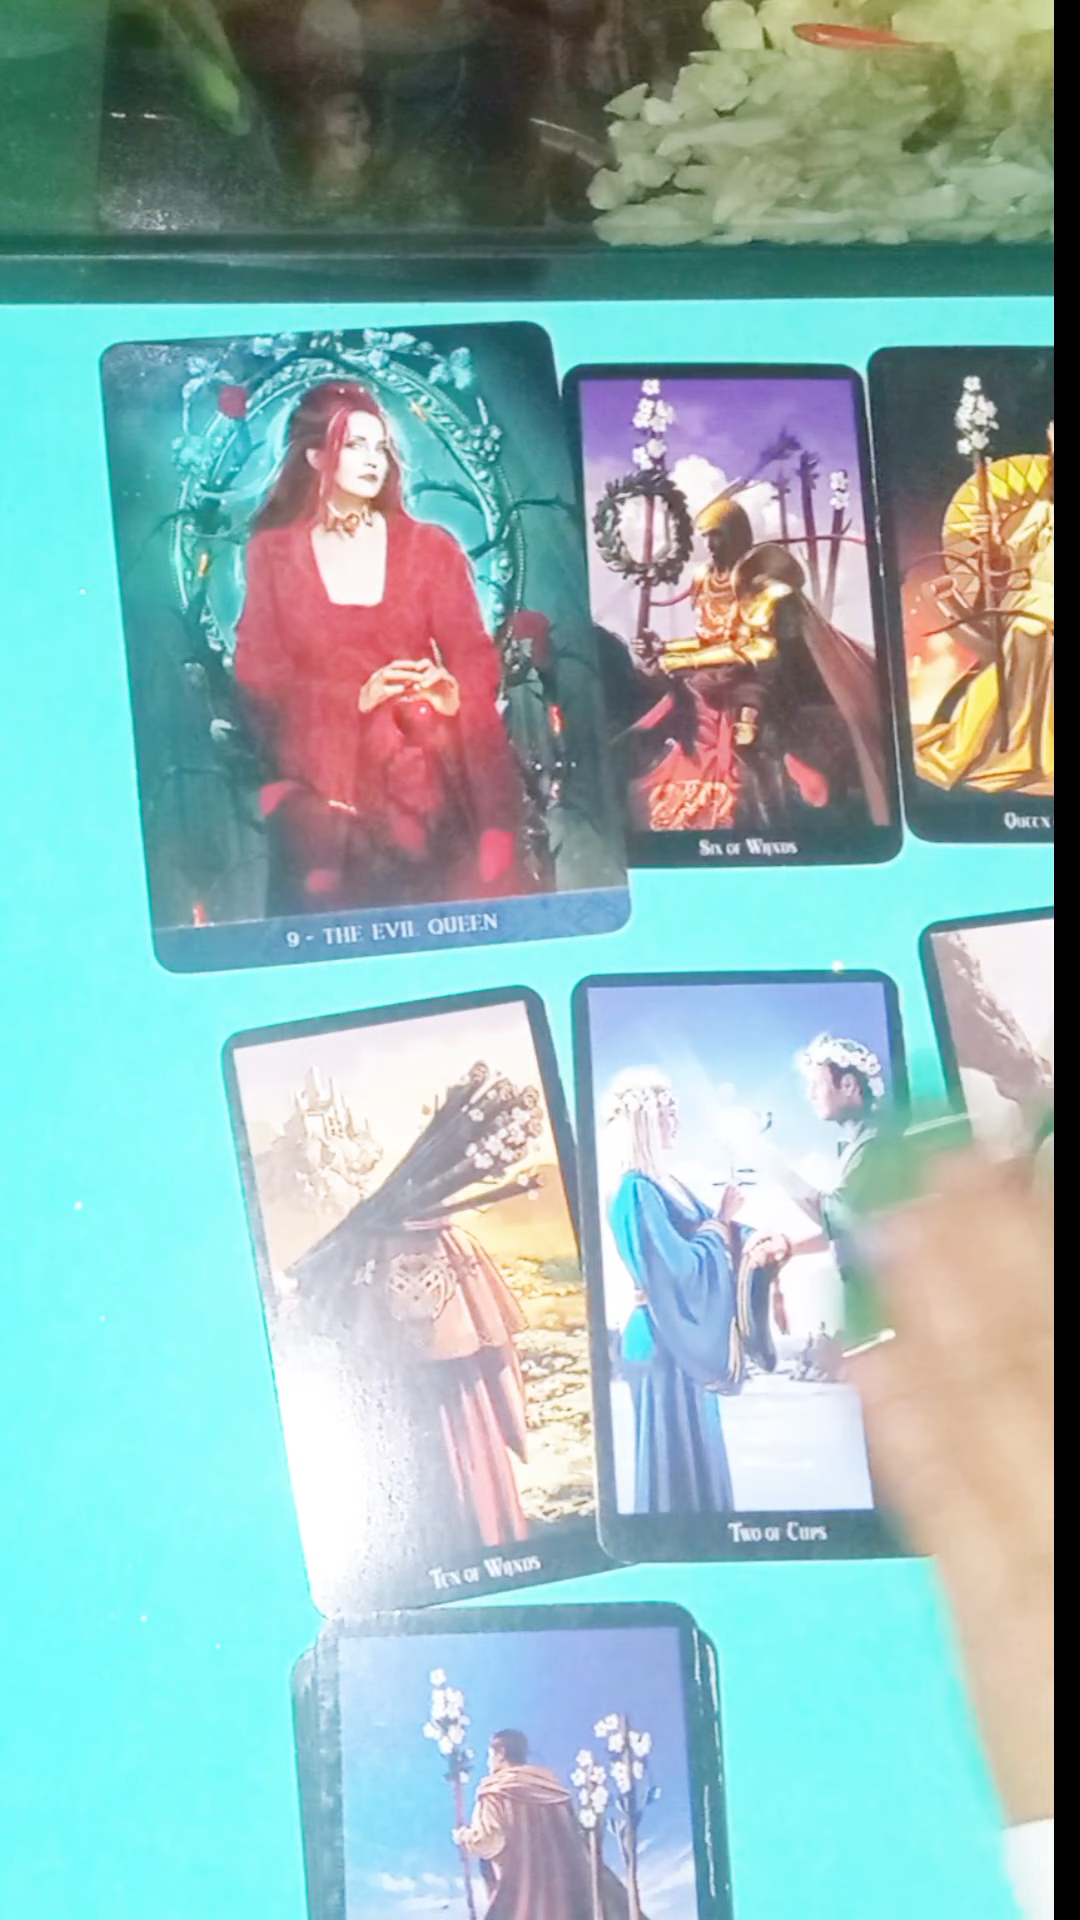 9 - THE EVIL QUEEN
SIX OF WANDS
QUEEN
TEN OF WANDS
TWO OF CUPS